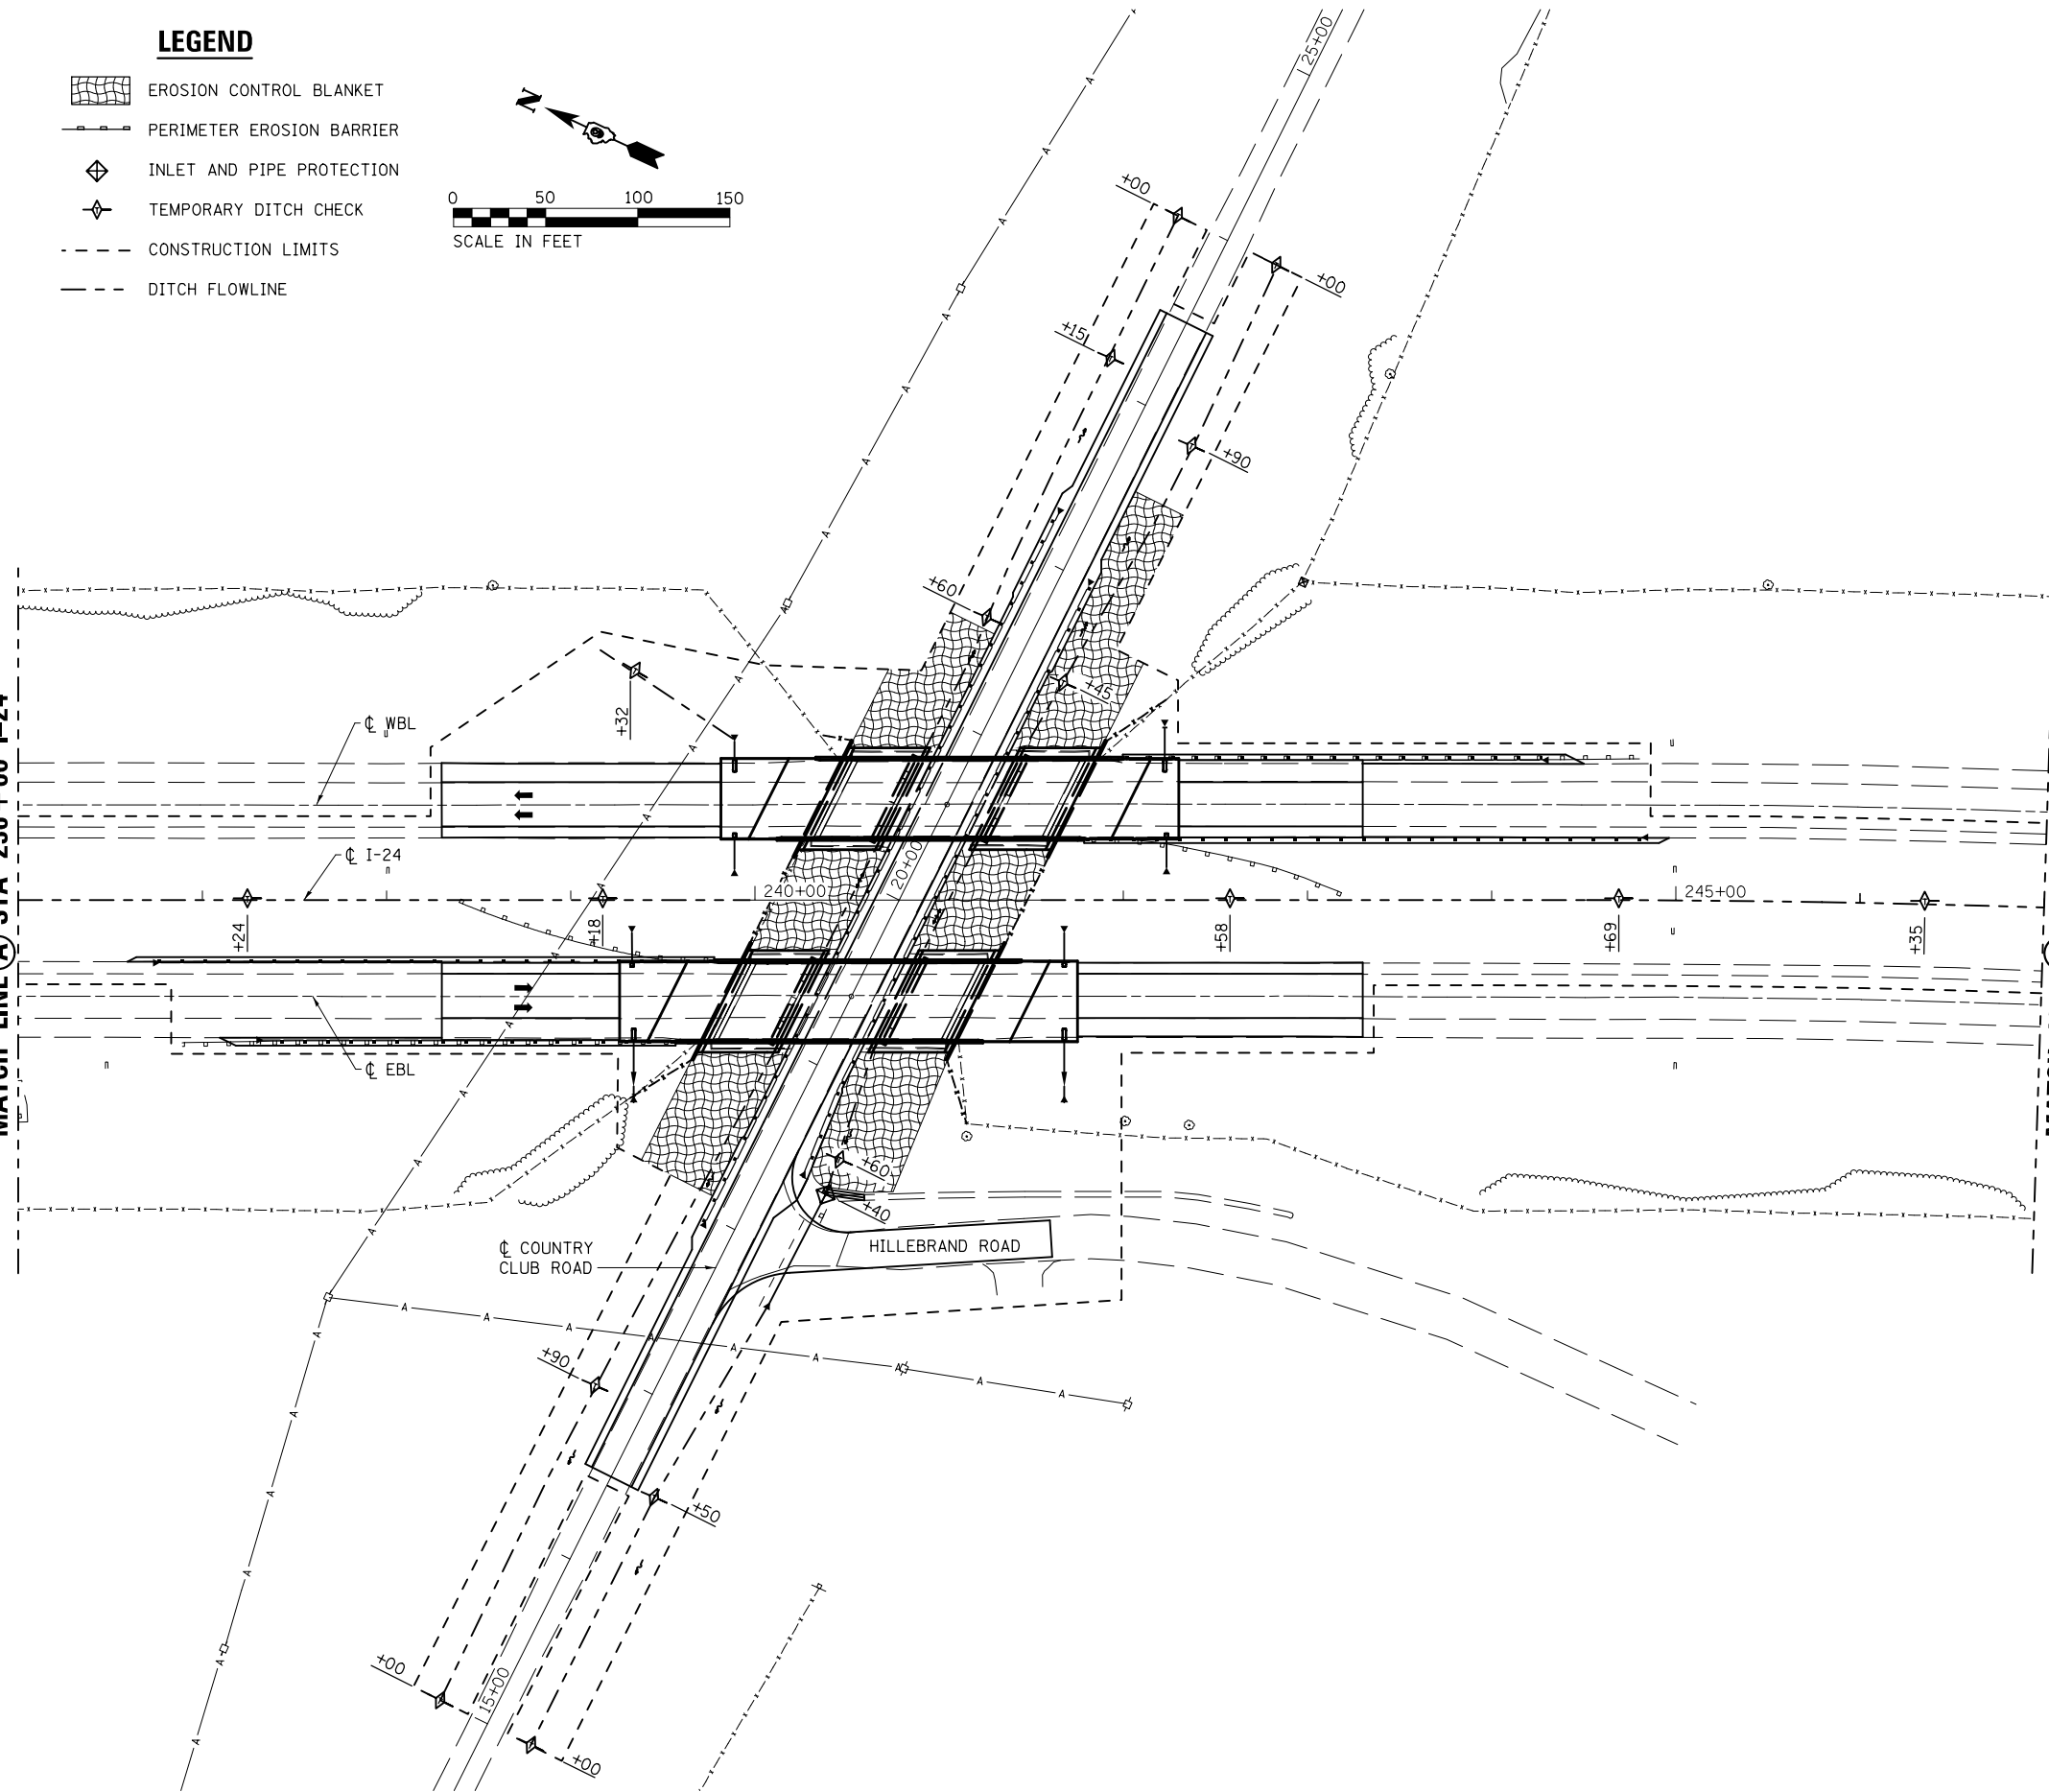 LEGEND
EROSION CONTROL BLANKET
PERIMETER EROSION BARRIER
INLET AND PIPE PROTECTION
TEMPORARY DITCH CHECK
CONSTRUCTION LIMITS
DITCH FLOWLINE
N
0 50 100 150
SCALE IN FEET
25+00
+00
+00
+15
+90
+60
+45
+32
℄ WBL
℄ I-24
20+00
240+00
245+00
+24
+18
+58
+69
+35
℄ EBL
+60
+40
℄ COUNTRY
CLUB ROAD
HILLEBRAND ROAD
+90
+50
+00
15+00
+00